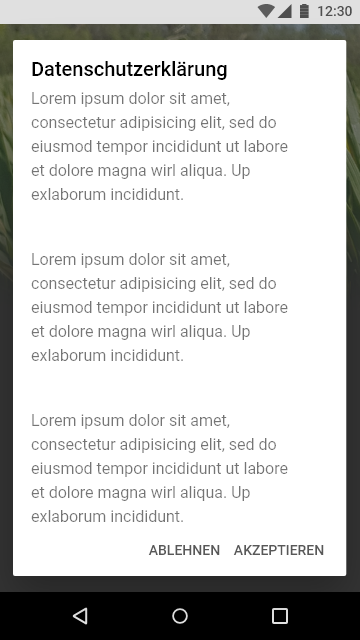 12:30
Datenschutzerklärung
Lorem ipsum dolor sit amet,
consectetur adipisicing elit, sed do
eiusmod tempor incididunt ut labore
et dolore magna wirl aliqua. Up
exlaborum incididunt.
Lorem ipsum dolor sit amet,
consectetur adipisicing elit, sed do
eiusmod tempor incididunt ut labore
et dolore magna wirl aliqua. Up
exlaborum incididunt.
Lorem ipsum dolor sit amet,
consectetur adipisicing elit, sed do
eiusmod tempor incididunt ut labore
et dolore magna wirl aliqua. Up
exlaborum incididunt.
ABLEHNEN AKZEPTIEREN